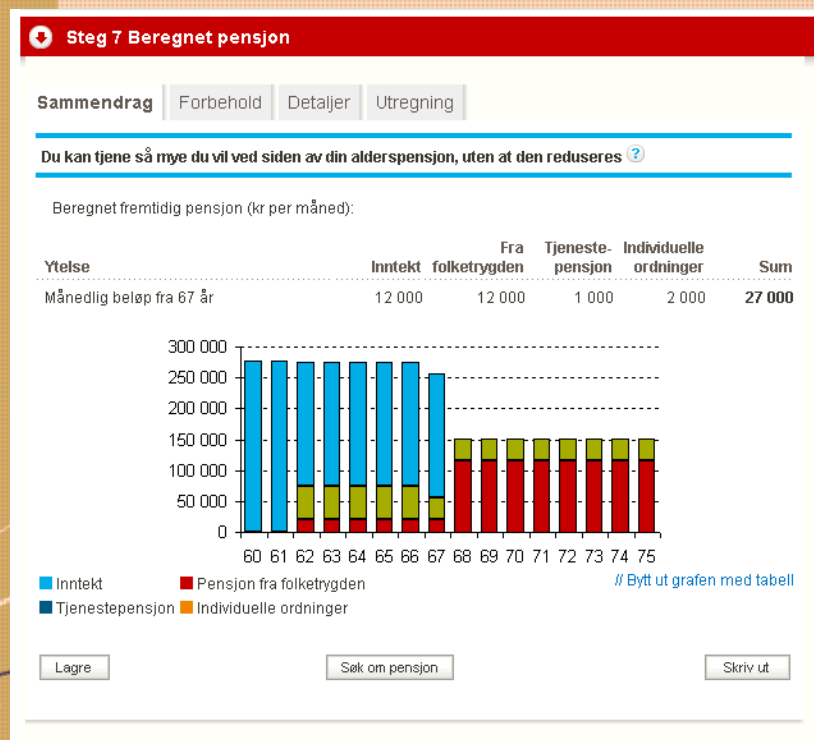 Steg 7 Beregnet pensjon
Sammendrag Forbehold Detaljer Utregning
Du kan tjene så mye du vil ved siden av din alderspensjon, uten at den reduseres ?
Beregnet fremtidig pensjon (kr per måned):
Fra Tjeneste- Individuelle
Ytelse Inntekt folketrygden pensjon ordninger Sum
Månedlig beløp fra 67 år 12 000 12 000 1 000 2 000 27 000
300 000
250 000
200 000
150 000
100 000
50 000
0
60 61 62 63 64 65 66 67 68 69 70 71 72 73 74 75
Inntekt Pensjon fra folketrygden // Bytt ut grafen med tabell
Tjenestepensjon Individuelle ordninger
Lagre Søk om pensjon Skriv ut